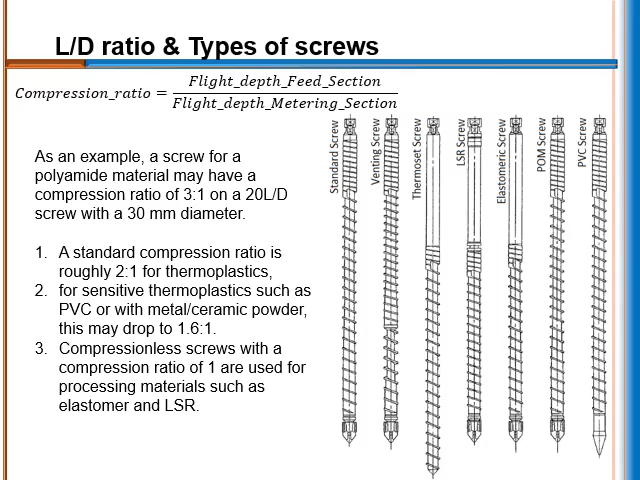 L/D ratio & Types of screws
Compression_ratio = Flight_depth_Feed_Section
Flight_depth_Metering_Section
As an example, a screw for a
polyamide material may have a
compression ratio of 3:1 on a 20L/D
screw with a 30 mm diameter.
1. A standard compression ratio is
roughly 2:1 for thermoplastics,
2. for sensitive thermoplastics such as
PVC or with metal/ceramic powder,
this may drop to 1.6:1.
3. Compressionless screws with a
compression ratio of 1 are used for
processing materials such as
elastomer and LSR.
Standard Screw
Venting Screw
Thermoset Screw
LSR Screw
Elastomeric Screw
POM Screw
PVC Screw